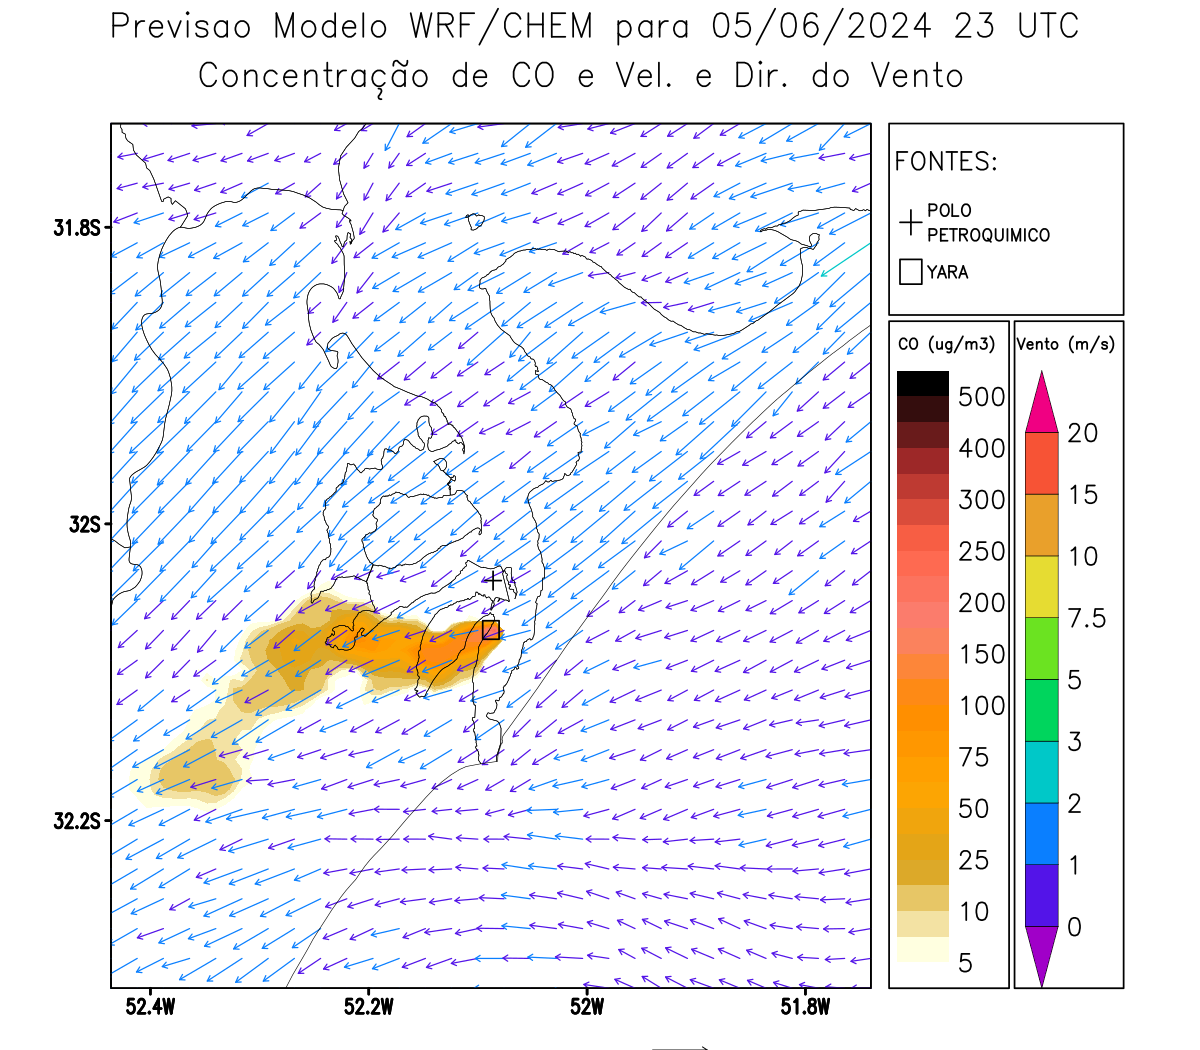 Previsao Modelo WRF/CHEM para 05/06/2024 23 UTC
Concentração de CO e Vel. e Dir. do Vento
FONTES:
POLO
PETROQUIMICO
YARA
CO (ug/m3)
500
400
300
250
200
150
100
75
50
25
10
5
Vento (m/s)
20
15
10
7.5
5
3
2
1
0
31.8S
32S
32.2S
52.4W
52.2W
52W
51.8W